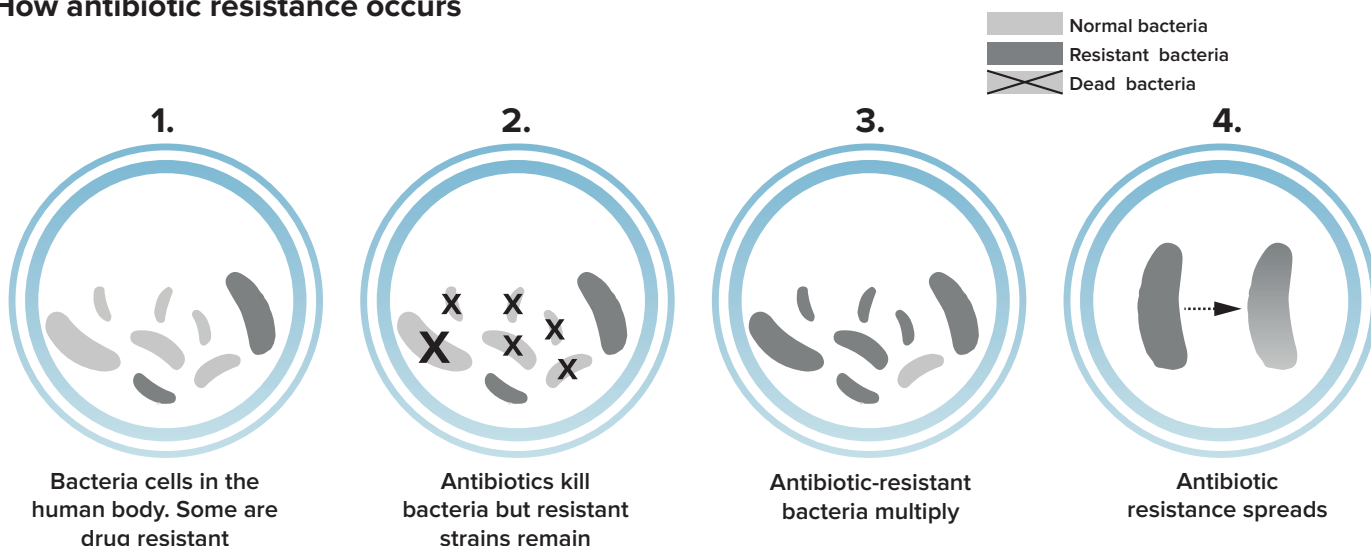 How antibiotic resistance occurs
Normal bacteria
Resistant bacteria
Dead bacteria
1.
2.
3.
4.
X
X
X
X
X
X
Bacteria cells in the
human body. Some are
drug resistant
Antibiotics kill
bacteria but resistant
strains remain
Antibiotic-resistant
bacteria multiply
Antibiotic
resistance spreads